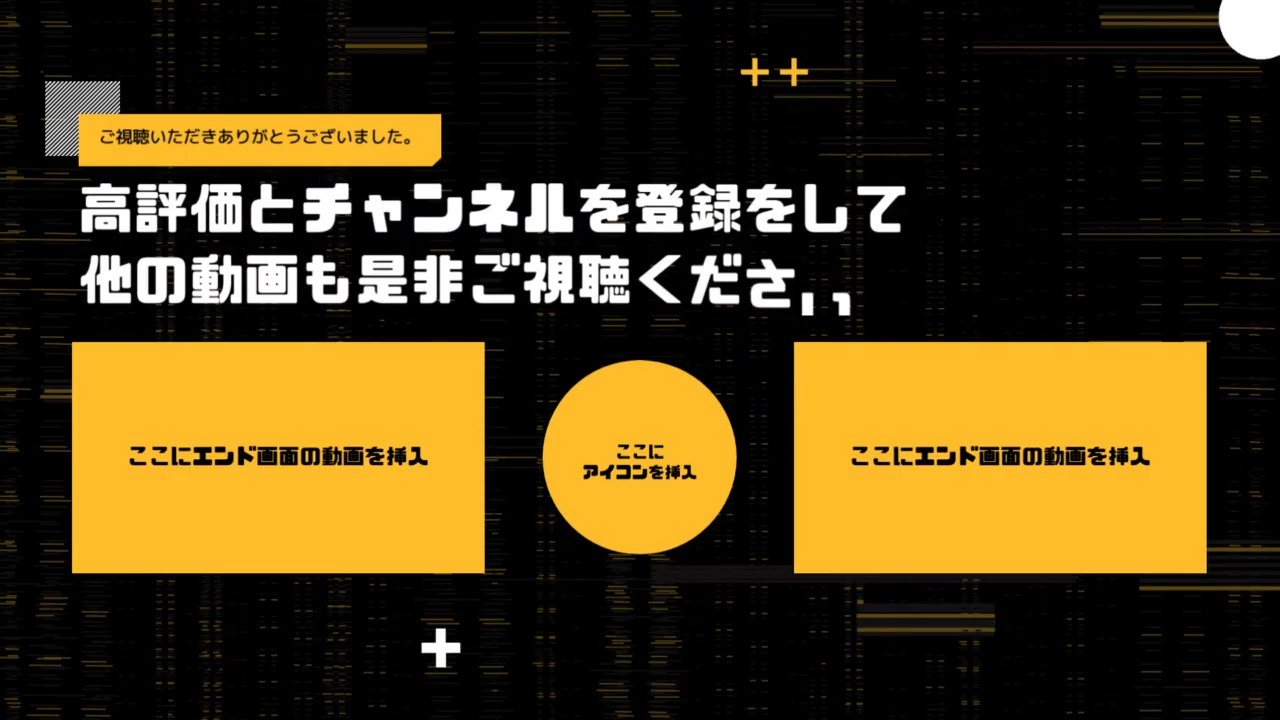 ご視聴いただきありがとうございました。
高評価とチャンネルを登録をして
他の動画も是非ご視聴くださ
ここにエンド画面の動画を挿入
ここに
アイコンを挿入
ここにエンド画面の動画を挿入